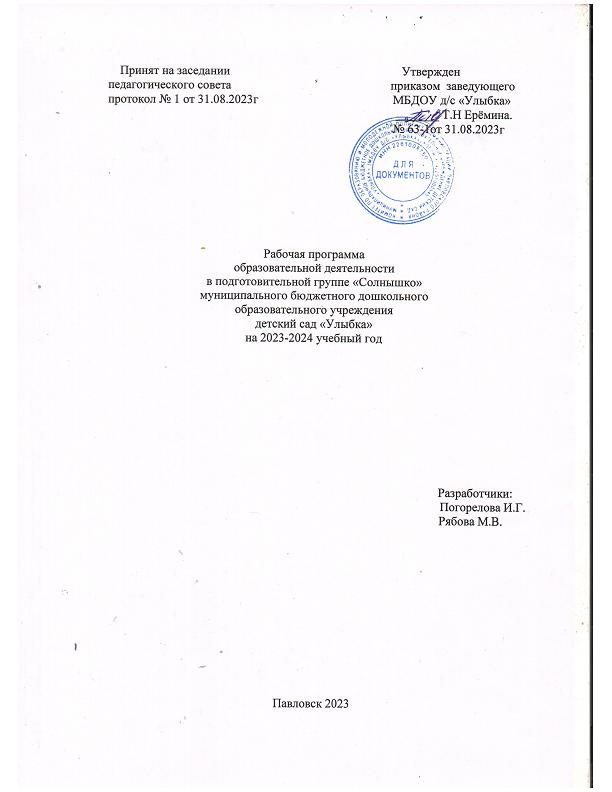 Принят на заседании
педагогического совета
протокол № 1 от 31.08.2023г
Утвержден
приказом заведующего
МБДОУ д/с «Улыбка»
Т.Н Ерёмина.
№ 63-1от 31.08.2023г
ДЛЯ
ДОКУМЕНТОВ
Рабочая программа
образовательной деятельности
в подготовительной группе «Солнышко»
муниципального бюджетного дошкольного
образовательного учреждения
детский сад «Улыбка»
на 2023-2024 учебный год
Разработчики:
Погорелова И.Г.
Рябова М.В.
Павловск 2023